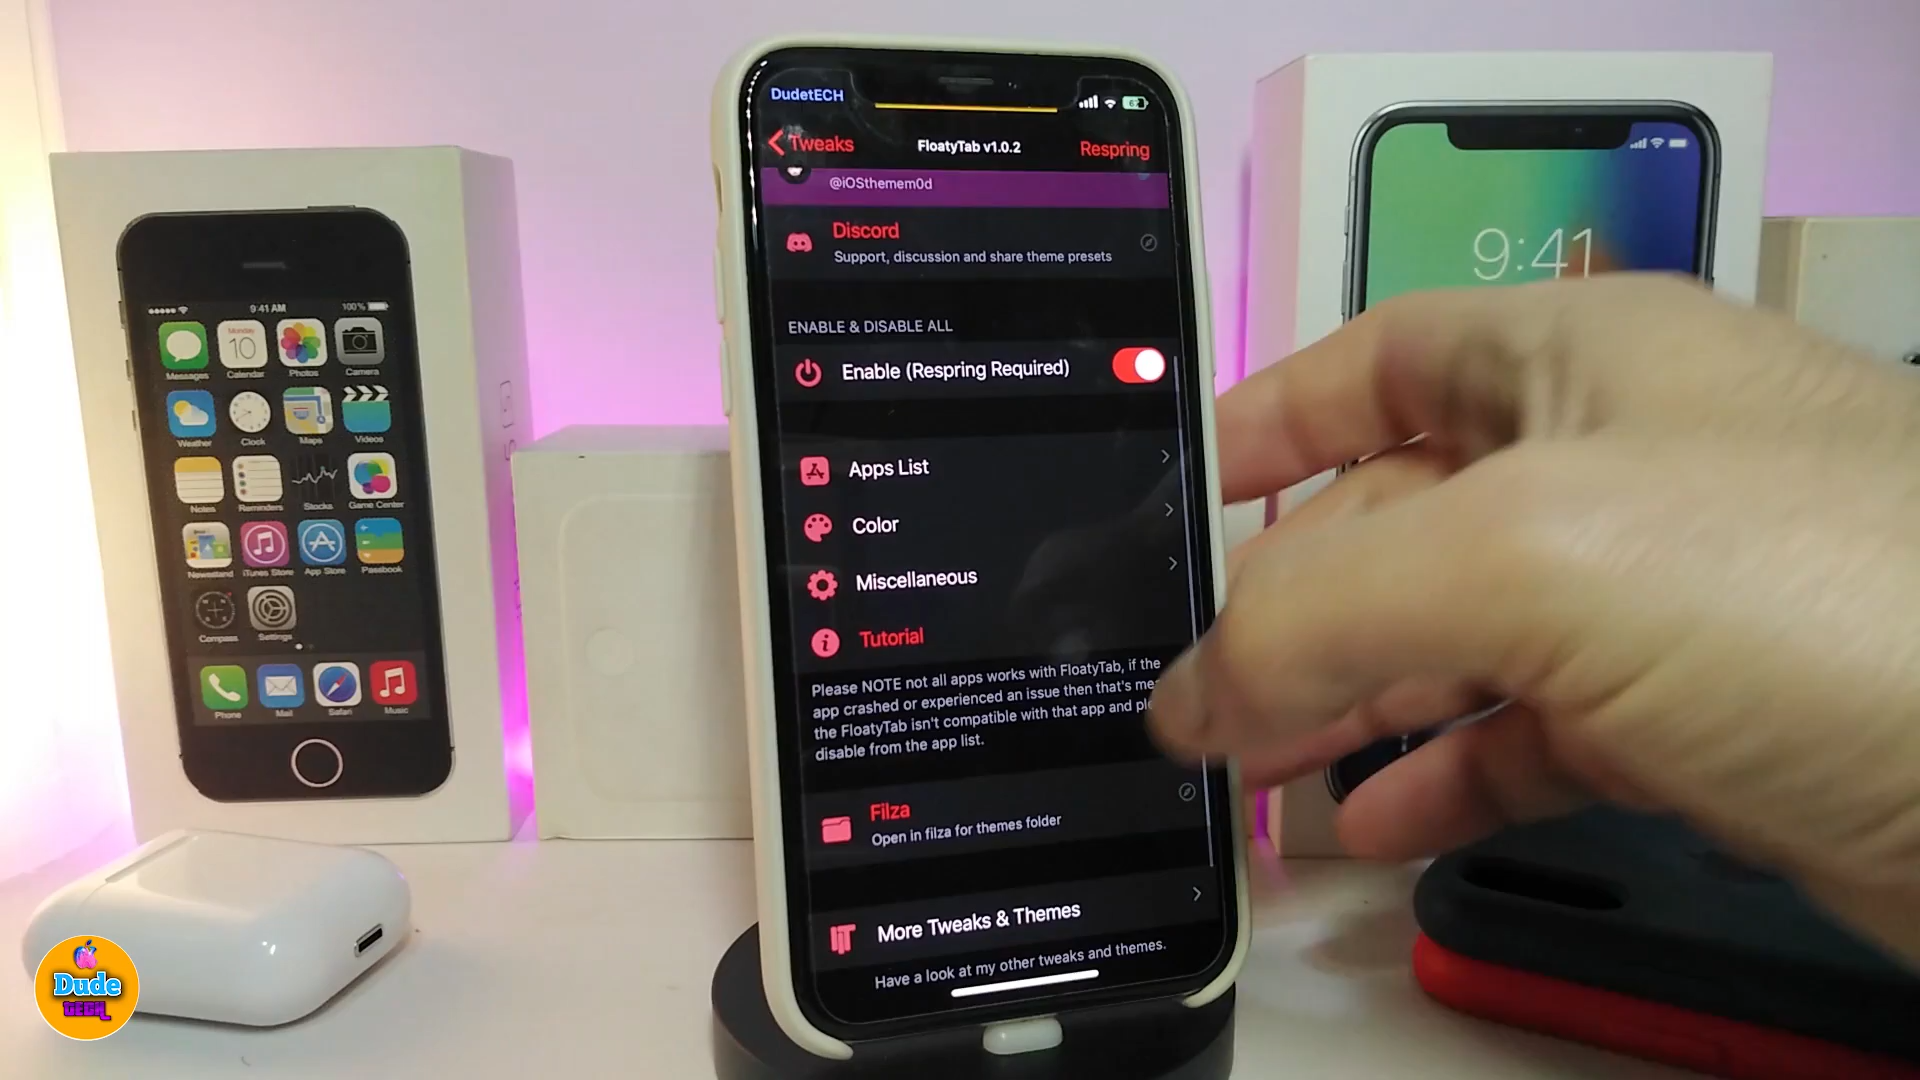 DudetECH
Tweaks
FloatyTab v1.0.2
Respring
@iOSthemem0d
Discord
Support, discussion and share theme presets
ENABLE & DISABLE ALL
Enable (Respring Required)
Apps List
Color
Miscellaneous
Tutorial
Please NOTE not all apps works with FloatyTab, if the
app crashed or experienced an issue then that's
the FloatyTab isn't compatible with that app and
disable from the app list.
Filza
Open in filza for themes folder
More Tweaks & Themes
Have a look at my other tweaks and themes.
9:41 AM
100%
Monday
10
Messages
Calendar
Photos
Camera
Weather
Clock
Maps
Videos
Notes
Reminders
Stocks
Game Center
Newsstand
iTunes Store
App Store
Passbook
Compass
Settings
Phone
Mail
Safari
Music
9:41
Dude
TECH